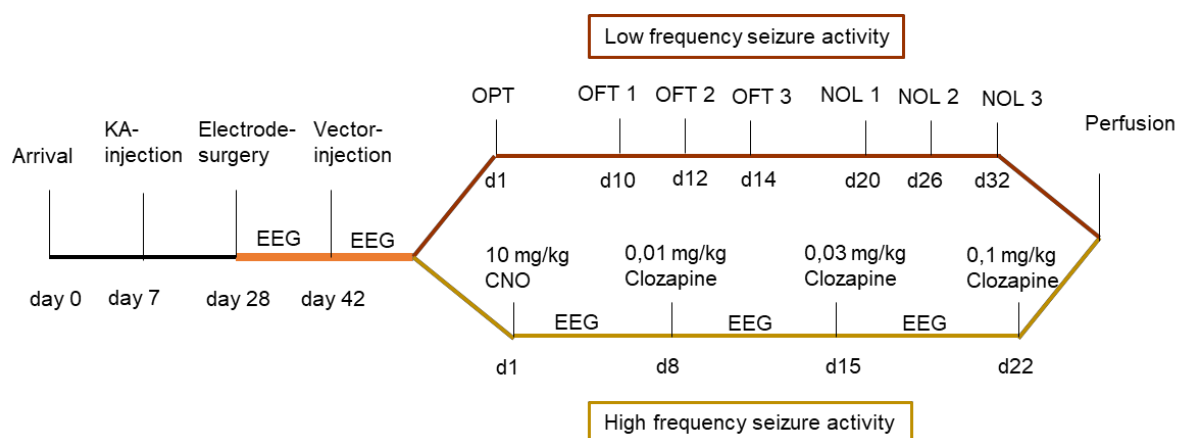 Low frequency seizure activity
OPT
OFT 1
OFT 2
OFT 3
NOL 1
NOL 2
NOL 3
Perfusion
Arrival
KA-
injection
Electrode-
surgery
Vector-
injection
d1
d10
d12
d14
d20
d26
d32
EEG
EEG
day 0
day 7
day 28
day 42
10 mg/kg
CNO
0,01 mg/kg
Clozapine
0,03 mg/kg
Clozapine
0,1 mg/kg
Clozapine
EEG
EEG
EEG
d1
d8
d15
d22
High frequency seizure activity